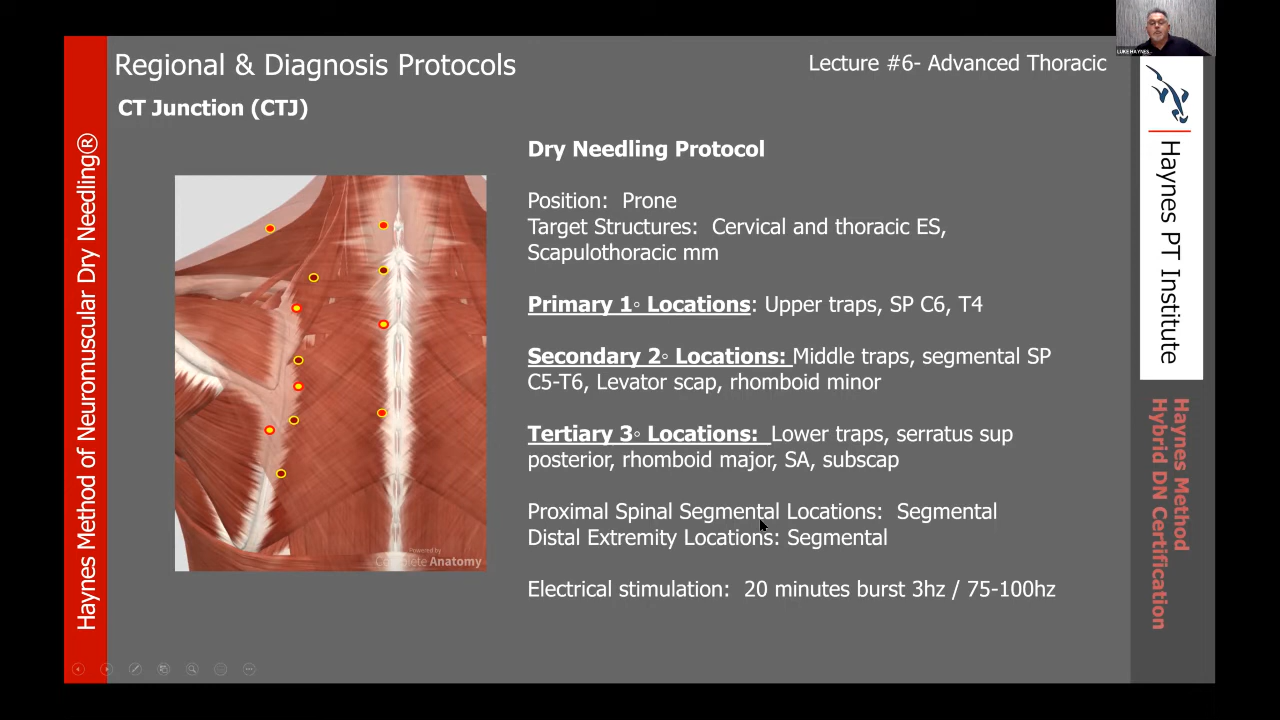 LUKE HAYNES
Regional & Diagnosis Protocols
Lecture #6- Advanced Thoracic
CT Junction (CTJ)
Haynes Method of Neuromuscular Dry Needling®
Dry Needling Protocol
Position: Prone
Target Structures: Cervical and thoracic ES,
Scapulothoracic mm
Primary 1◦ Locations: Upper traps, SP C6, T4
Secondary 2◦ Locations: Middle traps, segmental SP
C5-T6, Levator scap, rhomboid minor
Tertiary 3◦ Locations: Lower traps, serratus sup
posterior, rhomboid major, SA, subscap
Proximal Spinal Segmental Locations: Segmental
Distal Extremity Locations: Segmental
Electrical stimulation: 20 minutes burst 3hz / 75-100hz
Powered by
Complete Anatomy
Haynes PT Institute
Haynes Method
Hybrid DN Certification